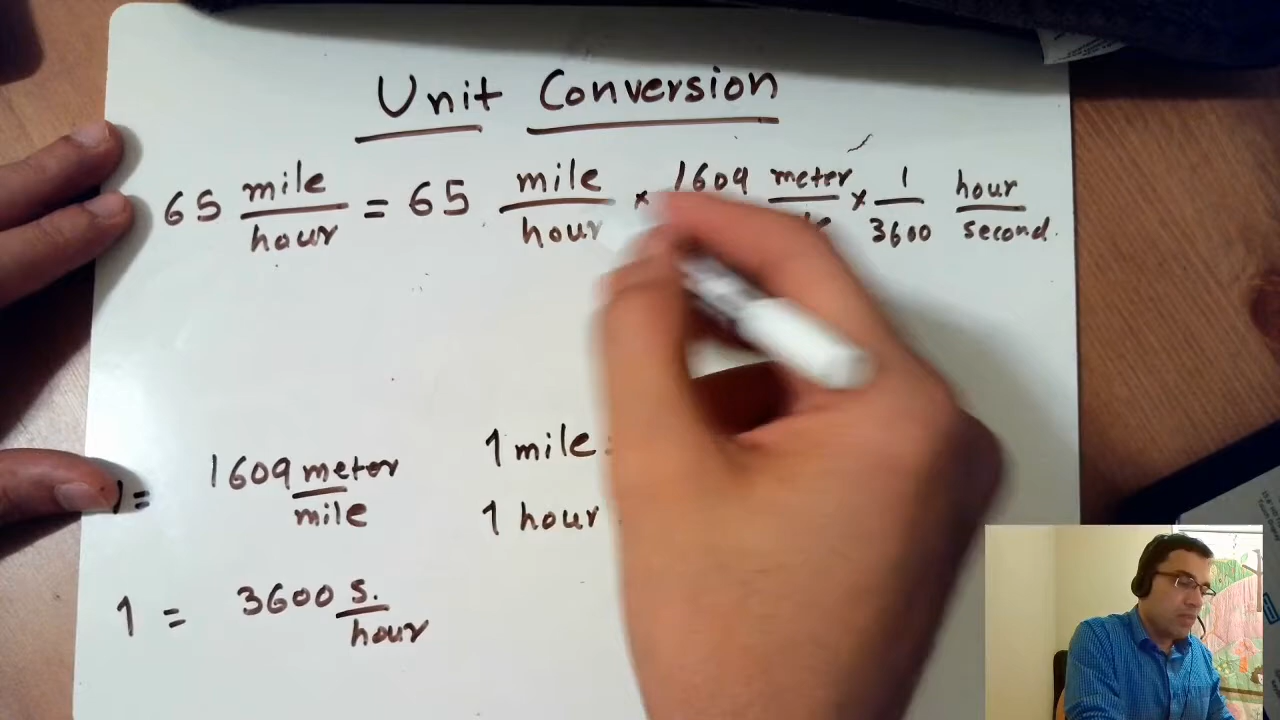 Unit Conversion
65 mile/hour = 65 mile/hour × 1609 meter × 1/3600 hour/second.
1 = 1609 meter/mile
1 mile
1 hour
1 = 3600 s./hour